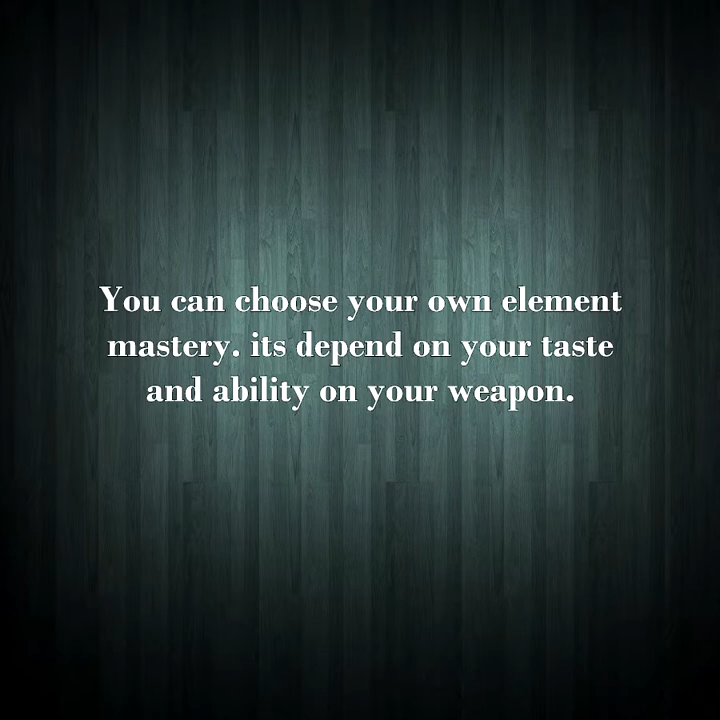 You can choose your own element
mastery. its depend on your taste
and ability on your weapon.